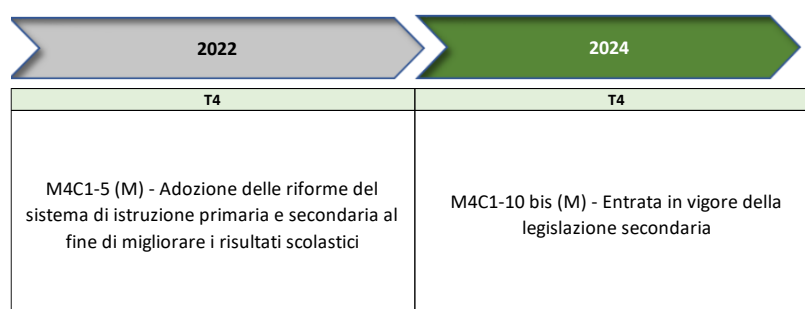 2022
2024
T4
T4
M4C1-5 (M) - Adozione delle riforme del
sistema di istruzione primaria e secondaria al
fine di migliorare i risultati scolastici
M4C1-10 bis (M) - Entrata in vigore della
legislazione secondaria